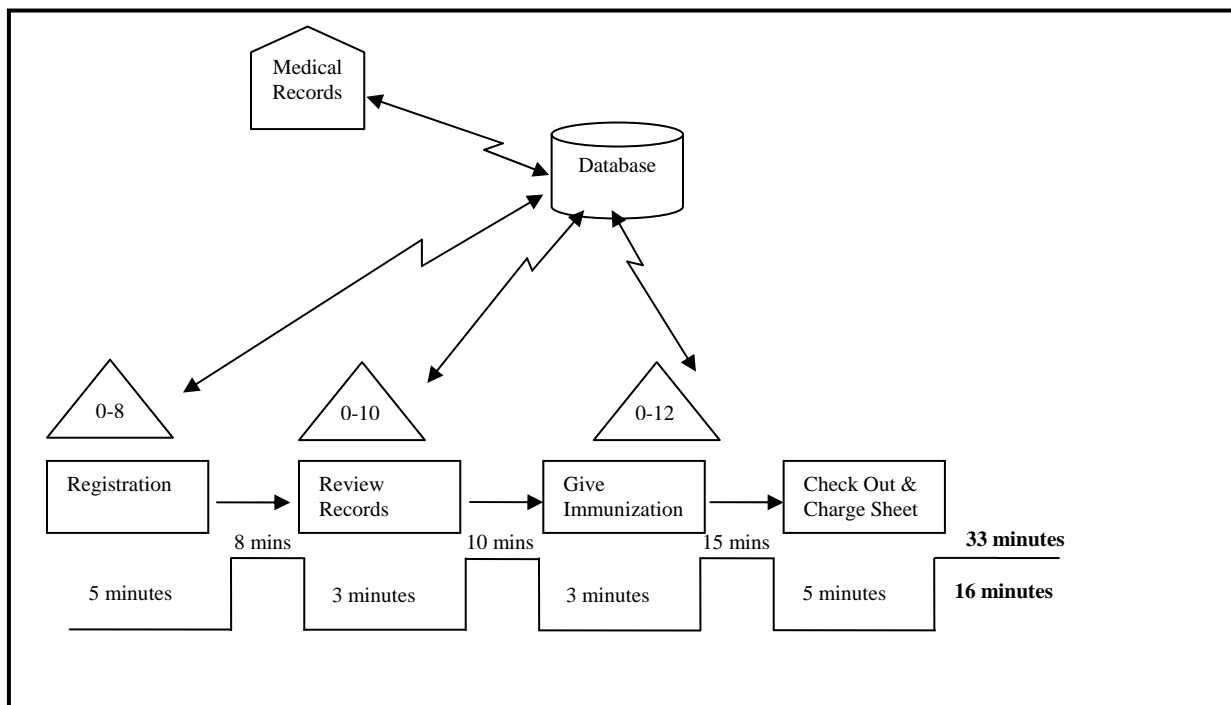 Medical
Records
Database
0-8
0-10
0-12
Registration
Review
Records
Give
Immunization
Check Out &
Charge Sheet
8 mins
10 mins
15 mins
33 minutes
5 minutes
3 minutes
3 minutes
5 minutes
16 minutes